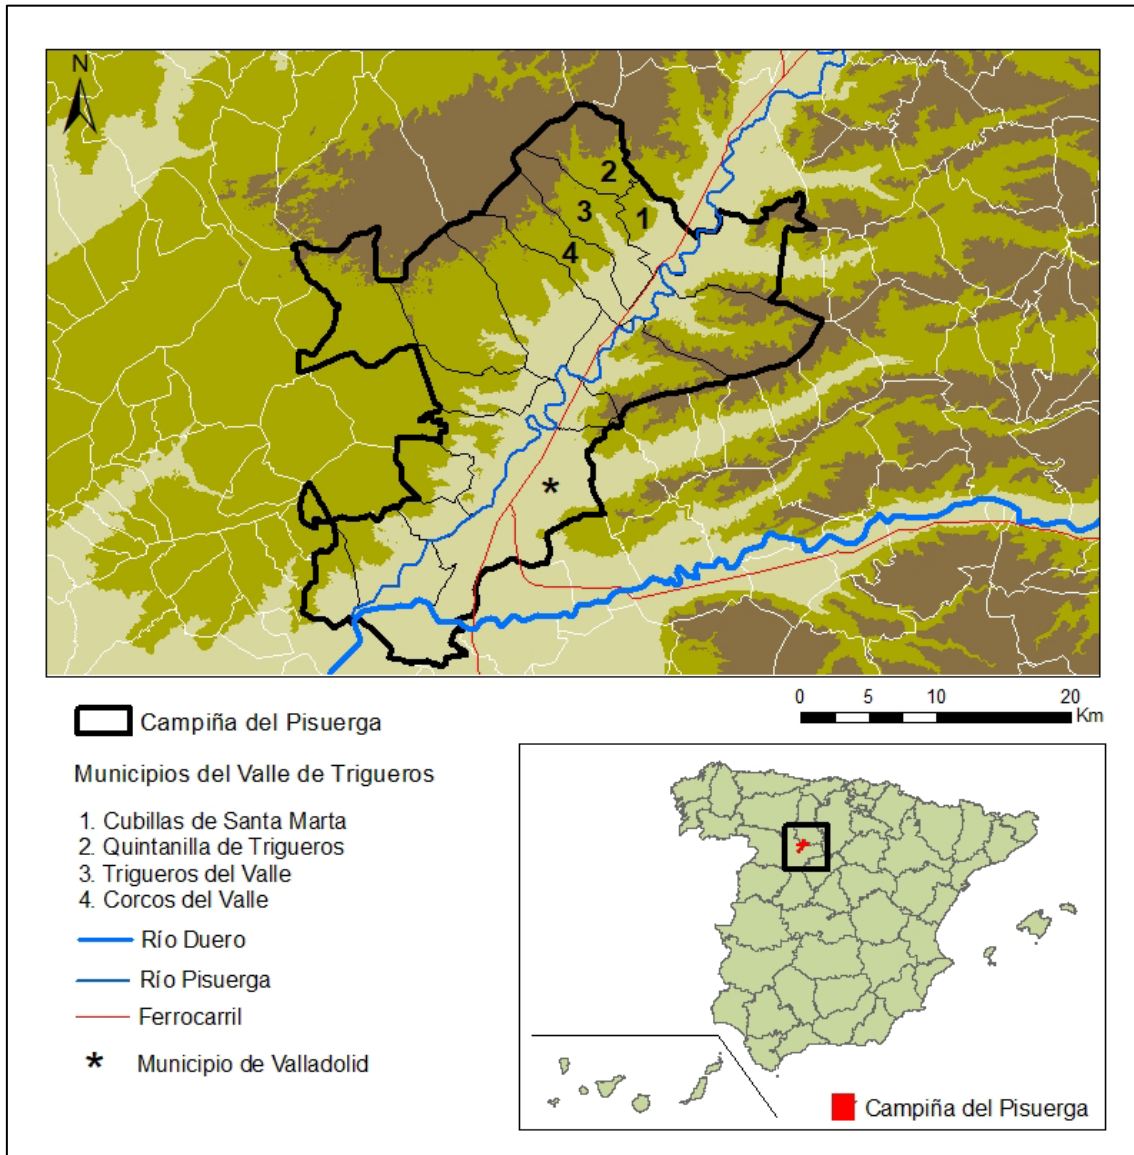 N
2
3
1
4
*
0 5 10 20
Km
Campiña del Pisuerga
Municipios del Valle de Trigueros
1. Cubillas de Santa Marta
2. Quintanilla de Trigueros
3. Trigueros del Valle
4. Corcos del Valle
Río Duero
Río Pisuerga
Ferrocarril
* Municipio de Valladolid
Campiña del Pisuerga